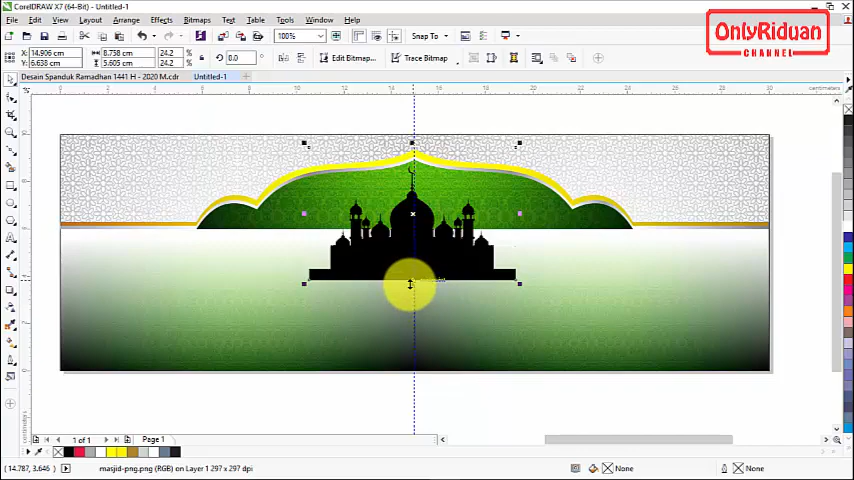 CorelDRAW X7 (64-Bit) - Untitled-1
File Edit View Layout Arrange Effects Bitmaps Text Table Tools Window Help
100% Snap To
X: 14.906 cm 8.758 cm 24.2 % 0.0 ° Edit Bitmap... Trace Bitmap
Y: 6.638 cm 5.605 cm 24.2 %
OnlyRiduan
CHANNEL
Desain Spanduk Ramadhan 1441 H - 2020 M.cdr Untitled-1
centimeters
1 of 1 Page 1
(14.787, 3.646) masjid-png.png (RGB) on Layer 1 297 x 297 dpi None None